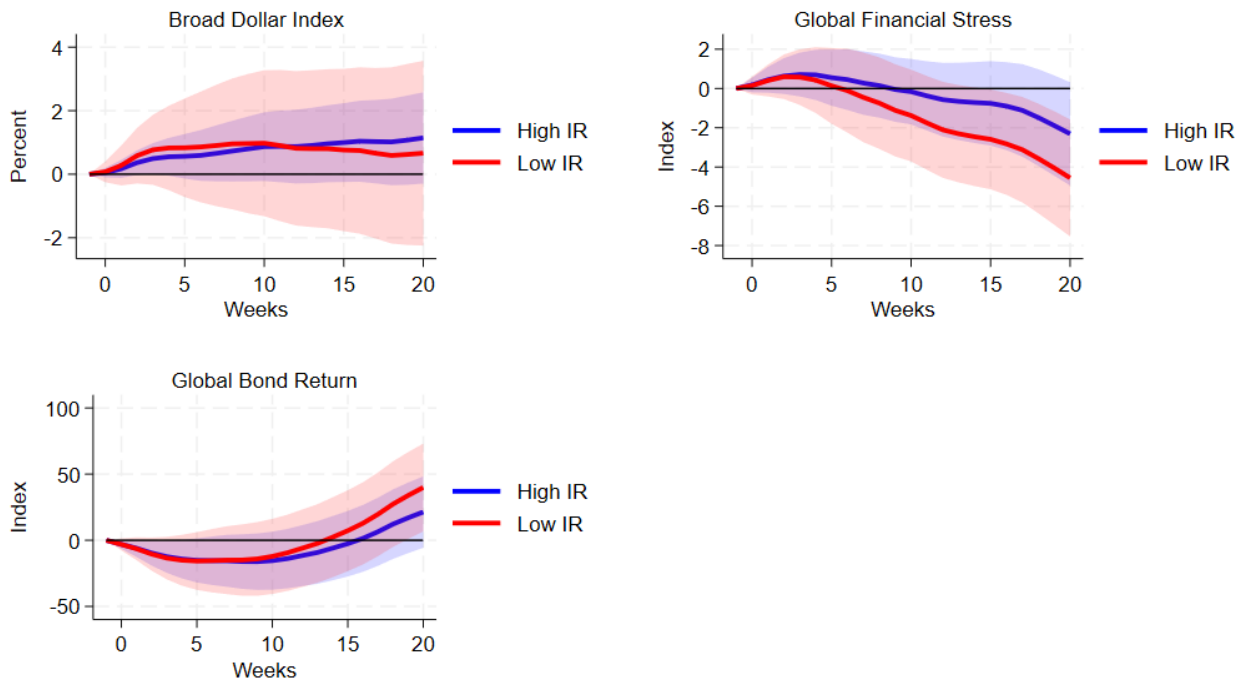 Broad Dollar Index
4
2
0
-2
Percent
0 5 10 15 20
Weeks
High IR
Low IR
Global Financial Stress
2
0
-2
-4
-6
-8
Index
0 5 10 15 20
Weeks
High IR
Low IR
Global Bond Return
100
50
0
-50
Index
0 5 10 15 20
Weeks
High IR
Low IR